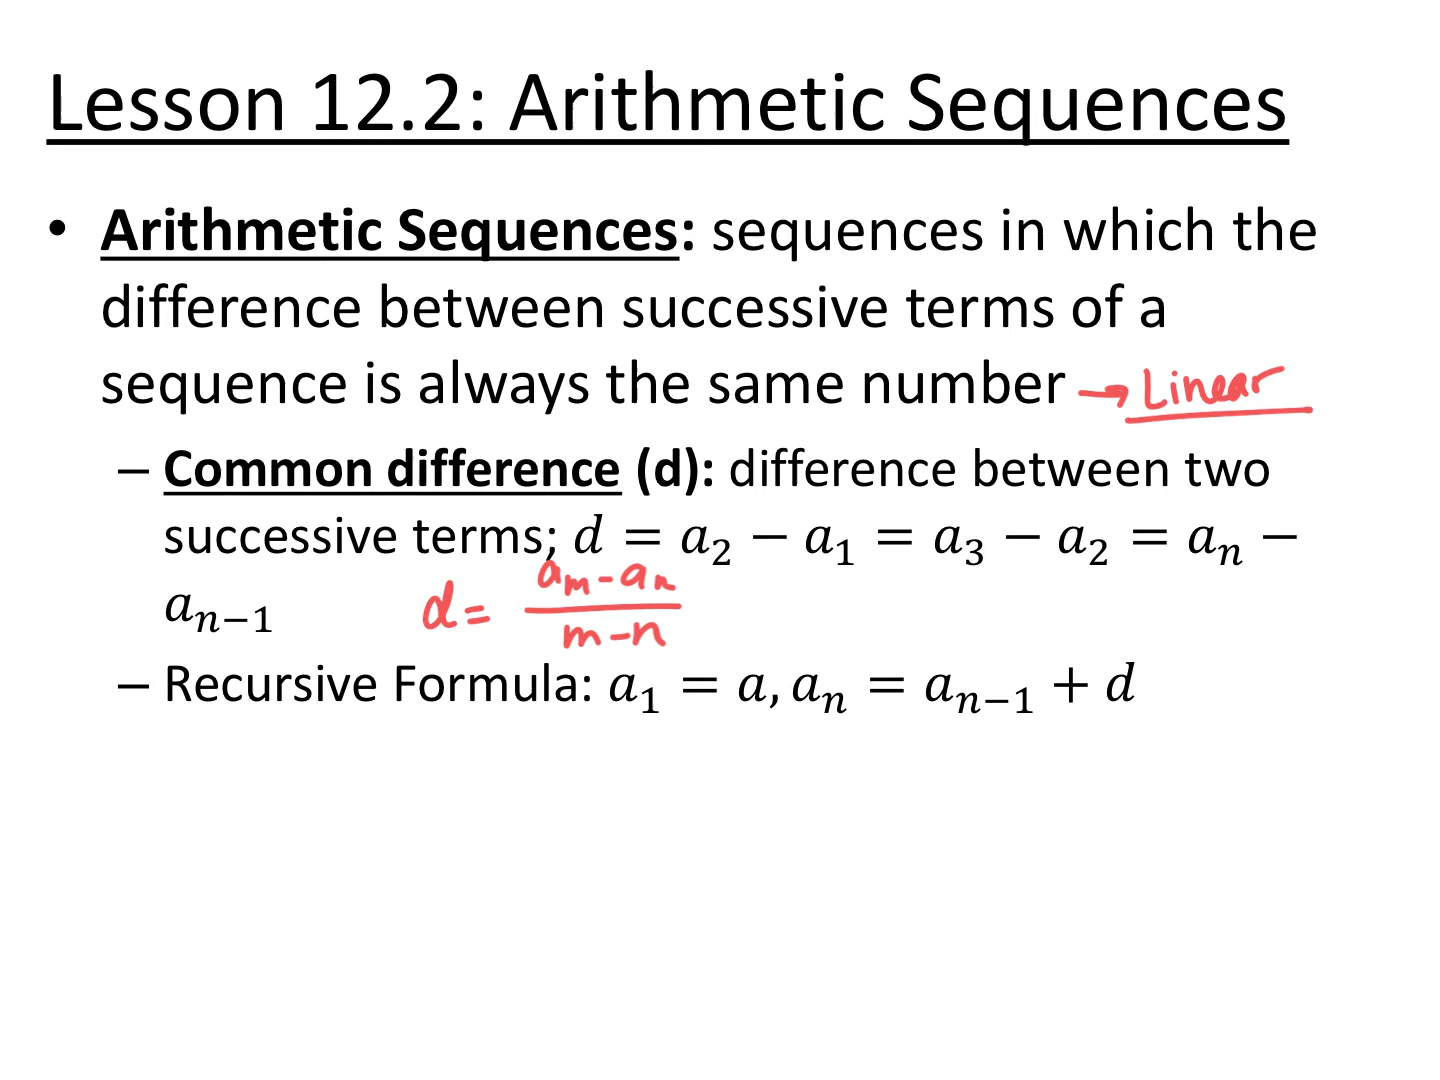 Lesson 12.2: Arithmetic Sequences
• Arithmetic Sequences: sequences in which the
difference between successive terms of a
sequence is always the same number → Linear
– Common difference (d): difference between two
successive terms; d = a₂ − a₁ = a₃ − a₂ = aₙ −
aₙ₋₁
d = (aₘ − aₙ)/(m − n)
– Recursive Formula: a₁ = a, aₙ = aₙ₋₁ + d